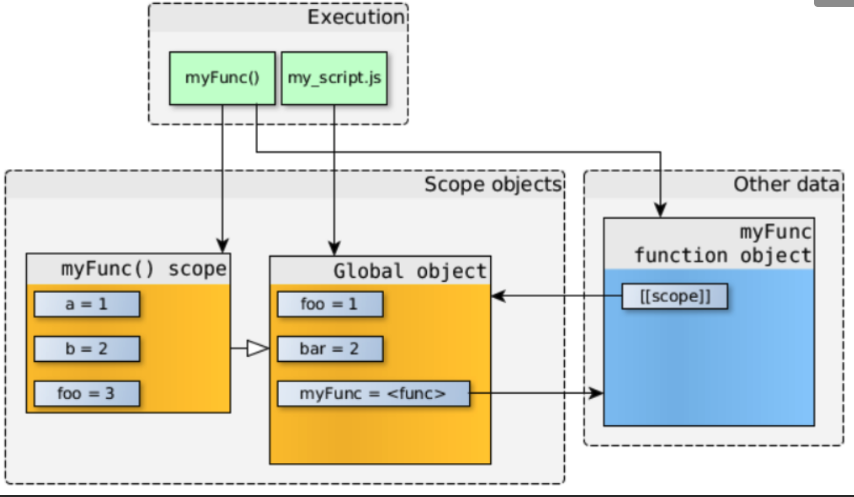 Execution
myFunc()
my_script.js
Scope objects
Other data
myFunc() scope
a = 1
b = 2
foo = 3
Global object
foo = 1
bar = 2
myFunc = <func>
myFunc
function object
[[scope]]